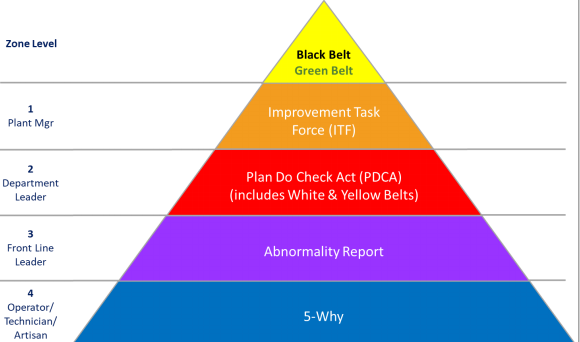 Zone Level
Black Belt
Green Belt
1
Plant Mgr
Improvement Task
Force (ITF)
2
Department
Leader
Plan Do Check Act (PDCA)
(includes White & Yellow Belts)
3
Front Line
Leader
Abnormality Report
4
Operator/
Technician/
Artisan
5-Why